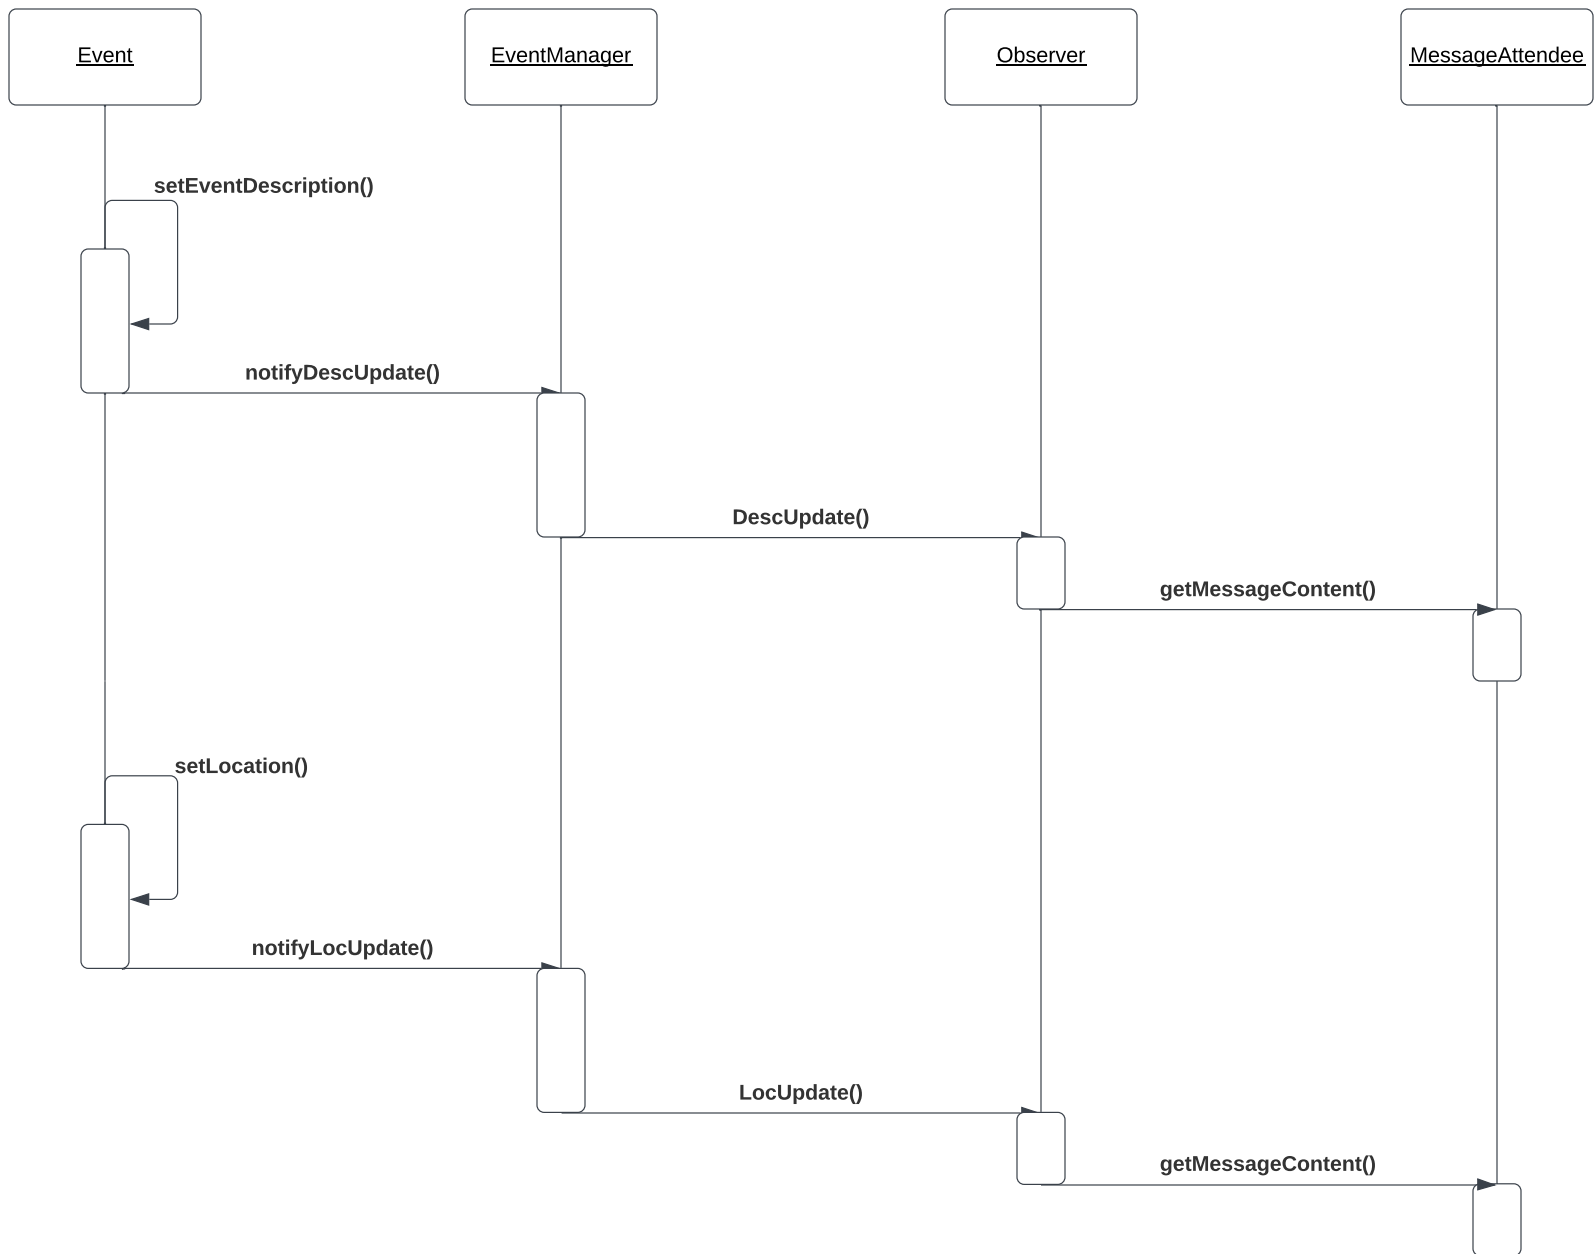 Event
EventManager
Observer
MessageAttendee
setEventDescription()
notifyDescUpdate()
DescUpdate()
getMessageContent()
setLocation()
notifyLocUpdate()
LocUpdate()
getMessageContent()